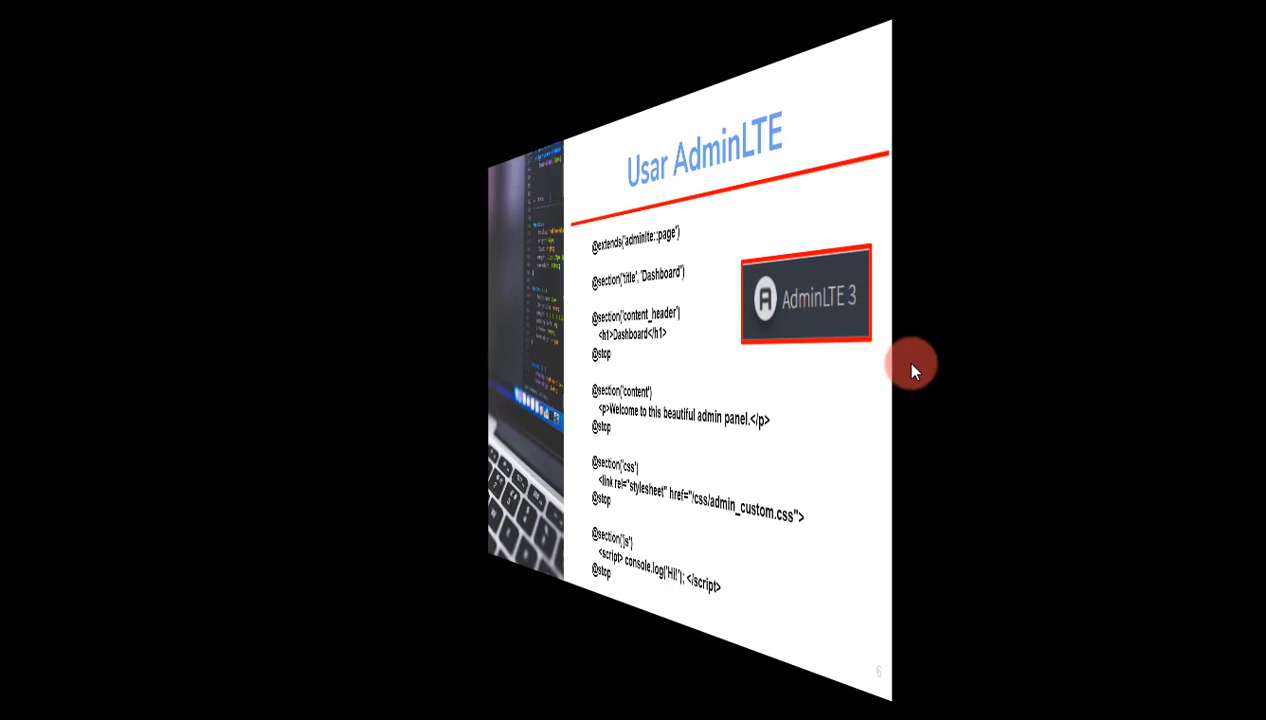 Usar AdminLTE
@extends('adminlte::page')
@section('title', 'Dashboard')
@section('content_header')
<h1>Dashboard</h1>
@stop
@section('content')
<p>Welcome to this beautiful admin panel.</p>
@stop
@section('css')
<link rel="stylesheet" href="/css/admin_custom.css">
@stop
@section('js')
<script> console.log('Hi!'); </script>
@stop
AdminLTE 3
6